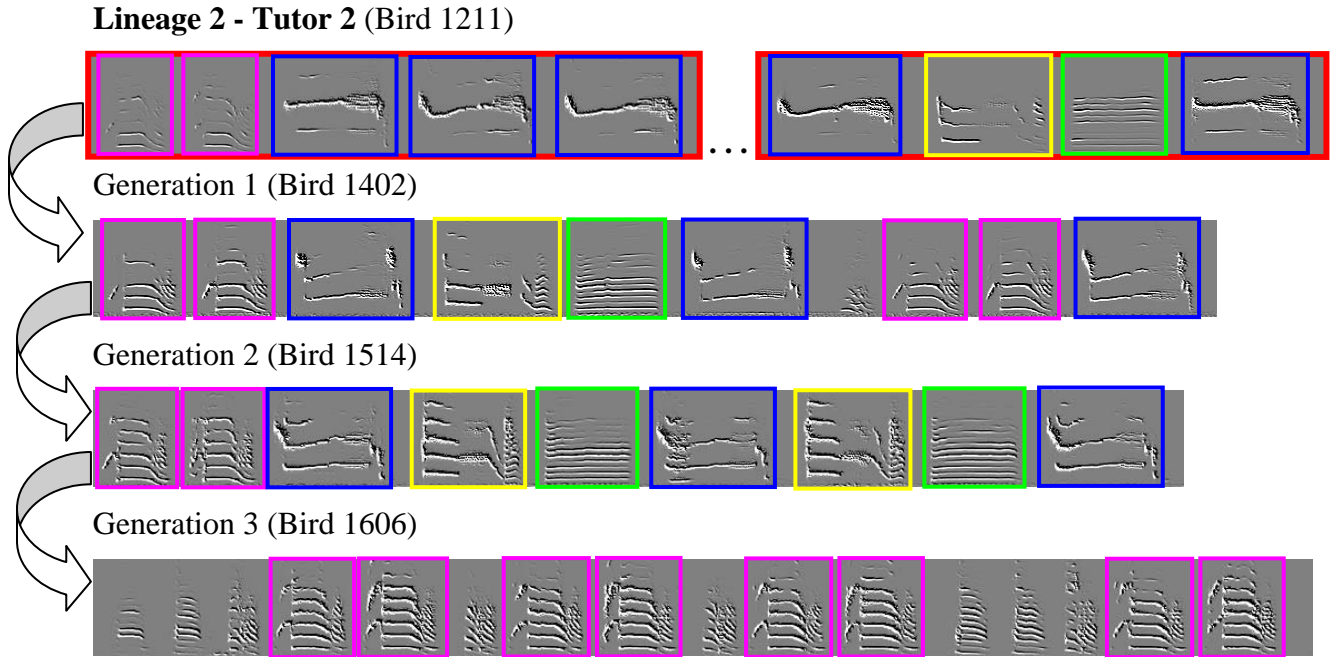 Lineage 2 - Tutor 2 (Bird 1211)
...
Generation 1 (Bird 1402)
Generation 2 (Bird 1514)
Generation 3 (Bird 1606)